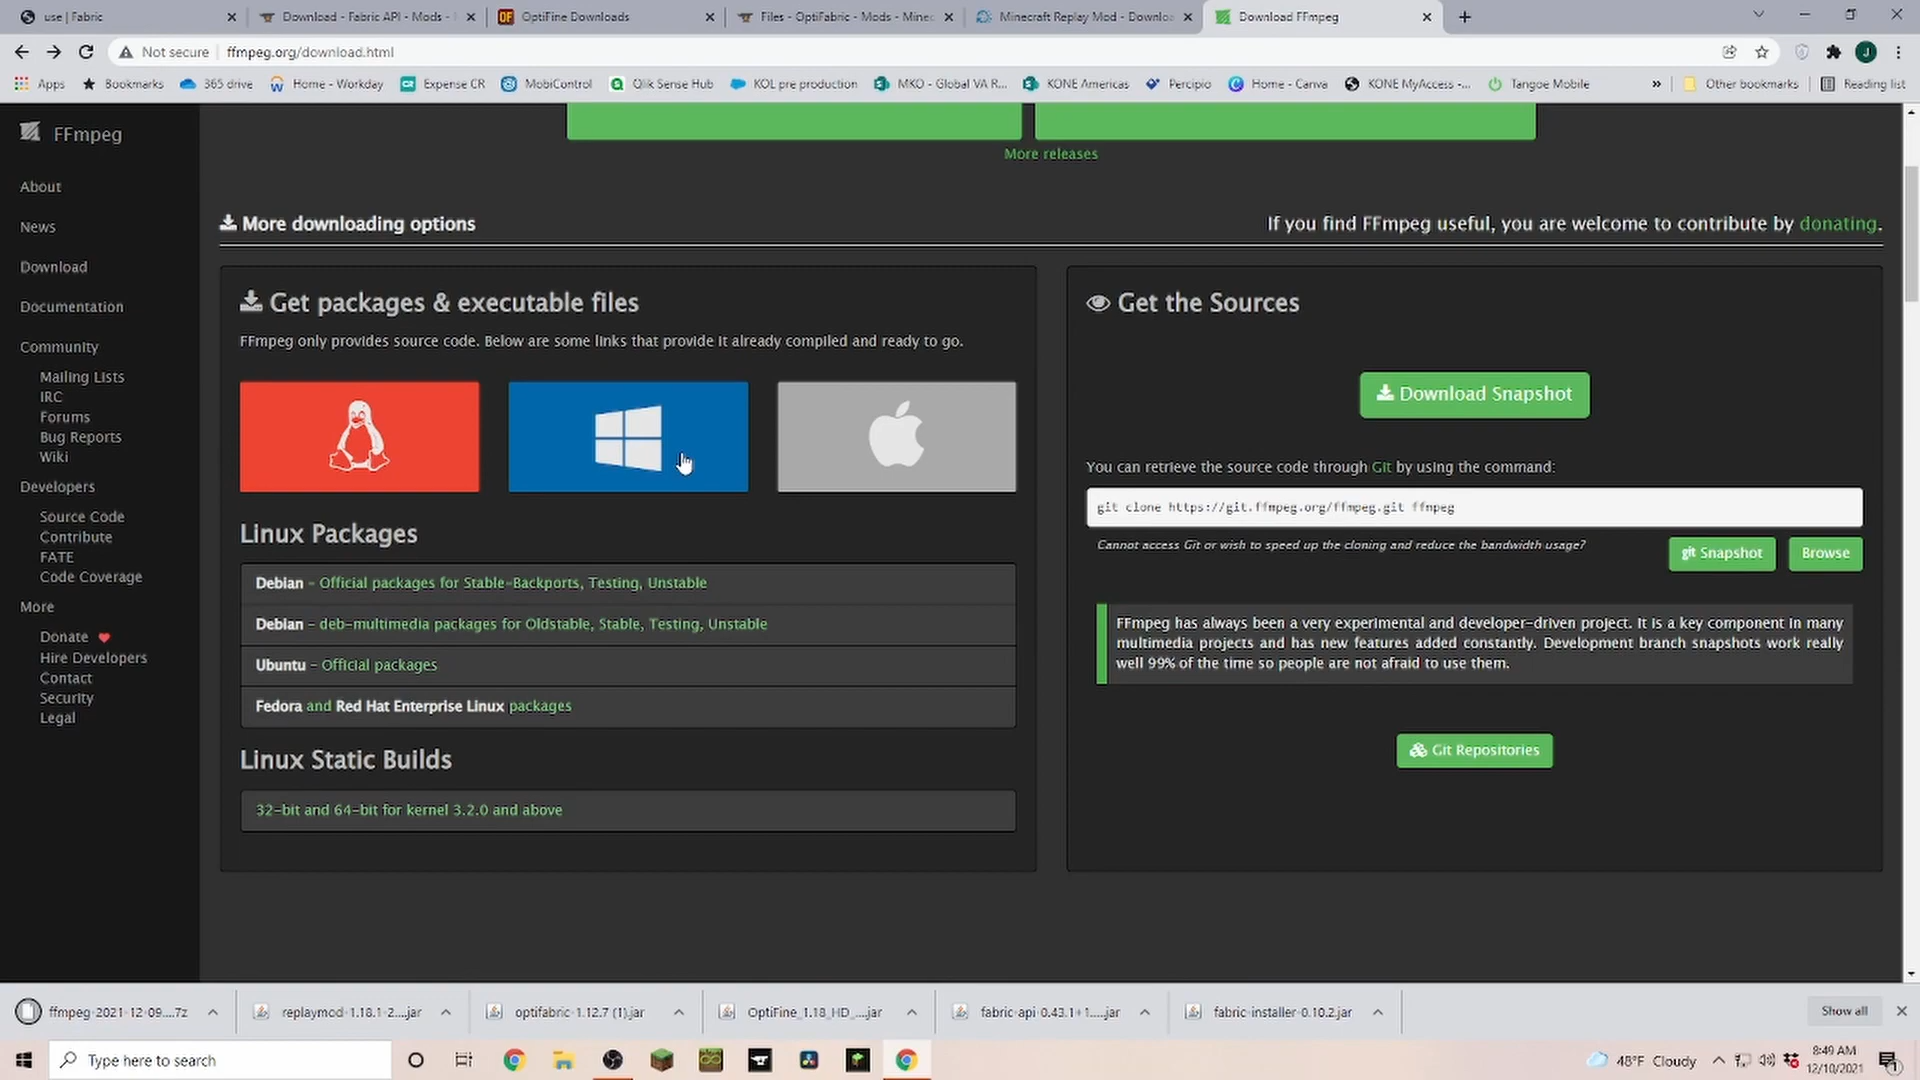 use | Fabric
Download - Fabric API - Mods -
OptiFine Downloads
Files - OptiFabric - Mods - Minec
Minecraft Replay Mod - Downloa
Download FFmpeg
Not secure
ffmpeg.org/download.html
Apps
Bookmarks
365 drive
Home - Workday
Expense CR
MobiControl
Qlik Sense Hub
KOL pre production
MKO - Global VA R...
KONE Americas
Percipio
Home - Canva
KONE MyAccess -...
Tangoe Mobile
»
Other bookmarks
Reading list
FFmpeg
About
News
Download
Documentation
Community
Mailing Lists
IRC
Forums
Bug Reports
Wiki
Developers
Source Code
Contribute
FATE
Code Coverage
More
Donate
Hire Developers
Contact
Security
Legal
More releases
More downloading options
If you find FFmpeg useful, you are welcome to contribute by donating.
Get packages & executable files
FFmpeg only provides source code. Below are some links that provide it already compiled and ready to go.
Linux Packages
Debian – Official packages for Stable-Backports, Testing, Unstable
Debian – deb-multimedia packages for Oldstable, Stable, Testing, Unstable
Ubuntu – Official packages
Fedora and Red Hat Enterprise Linux packages
Linux Static Builds
32-bit and 64-bit for kernel 3.2.0 and above
Get the Sources
Download Snapshot
You can retrieve the source code through Git by using the command:
git clone https://git.ffmpeg.org/ffmpeg.git ffmpeg
Cannot access Git or wish to speed up the cloning and reduce the bandwidth usage?
git Snapshot
Browse
FFmpeg has always been a very experimental and developer-driven project. It is a key component in many
multimedia projects and has new features added constantly. Development branch snapshots work really
well 99% of the time so people are not afraid to use them.
Git Repositories
ffmpeg-2021-12-09....7z
replaymod-1.18.1-2....jar
optifabric-1.12.7 (1).jar
OptiFine_1.18_HD_....jar
fabric-api-0.43.1+1....jar
fabric-installer-0.10.2.jar
Show all
Type here to search
48°F Cloudy
8:49 AM
12/10/2021